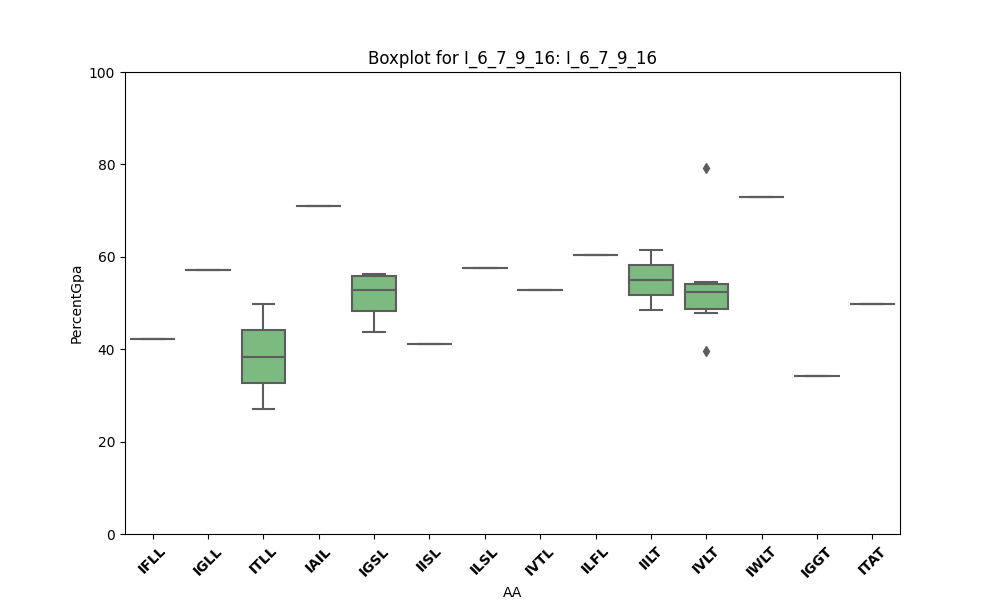 Boxplot for I_6_7_9_16: I_6_7_9_16
100
80
60
40
20
0
PercentGpa
IFLL
IGLL
ITLL
IAIL
IGSL
IISL
ILSL
IVTL
ILFL
IILT
IVLT
IWLT
IGGT
ITAT
AA